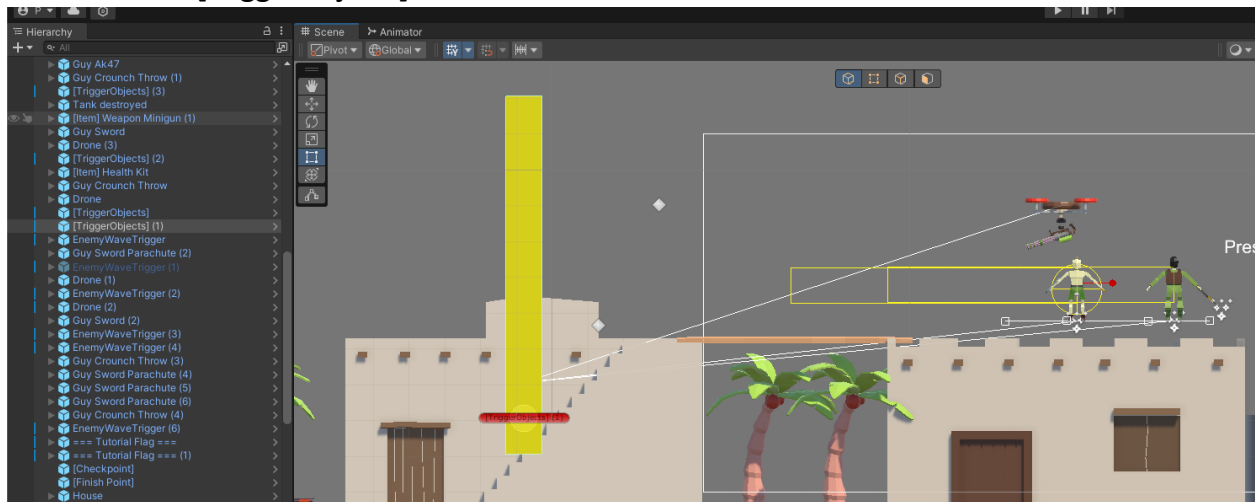 P
Hierarchy
# Scene
Animator
All
Pivot
Global
Guy Ak47
Guy Crounch Throw (1)
[TriggerObjects] (3)
Tank destroyed
[Item] Weapon Minigun (1)
Guy Sword
Drone (3)
[TriggerObjects] (2)
[Item] Health Kit
Guy Crounch Throw
Drone
[TriggerObjects]
[TriggerObjects] (1)
EnemyWaveTrigger
Guy Sword Parachute (2)
EnemyWaveTrigger (1)
Drone (1)
EnemyWaveTrigger (2)
Drone (2)
Guy Sword (2)
EnemyWaveTrigger (3)
EnemyWaveTrigger (4)
Guy Crounch Throw (3)
Guy Sword Parachute (4)
Guy Sword Parachute (5)
Guy Sword Parachute (6)
Guy Crounch Throw (4)
EnemyWaveTrigger (6)
=== Tutorial Flag ===
=== Tutorial Flag === (1)
[Checkpoint]
[Finish Point]
House
Pres
[TriggerObjects] (1)